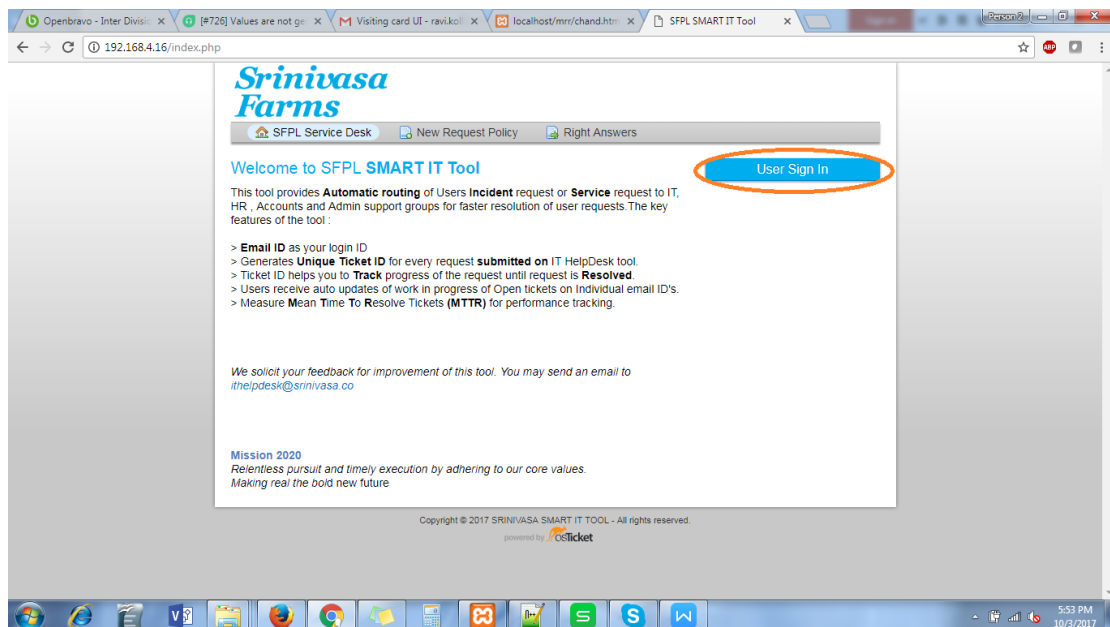 Openbravo - Inter Divisio
[#726] Values are not ge
Visiting card UI - ravi.koll
localhost/mrr/chand.htm
SFPL SMART IT Tool
Person 2
192.168.4.16/index.php
ABP
Srinivasa
Farms
SFPL Service Desk
New Request Policy
Right Answers
Welcome to SFPL SMART IT Tool
User Sign In
This tool provides Automatic routing of Users Incident request or Service request to IT,
HR , Accounts and Admin support groups for faster resolution of user requests.The key
features of the tool :
> Email ID as your login ID
> Generates Unique Ticket ID for every request submitted on IT HelpDesk tool.
> Ticket ID helps you to Track progress of the request until request is Resolved.
> Users receive auto updates of work in progress of Open tickets on Individual email ID's.
> Measure Mean Time To Resolve Tickets (MTTR) for performance tracking.
We solicit your feedback for improvement of this tool. You may send an email to
ithelpdesk@srinivasa.co
Mission 2020
Relentless pursuit and timely execution by adhering to our core values.
Making real the bold new future
Copyright © 2017 SRINIVASA SMART IT TOOL - All rights reserved.
powered by osTicket
5:53 PM
10/3/2017